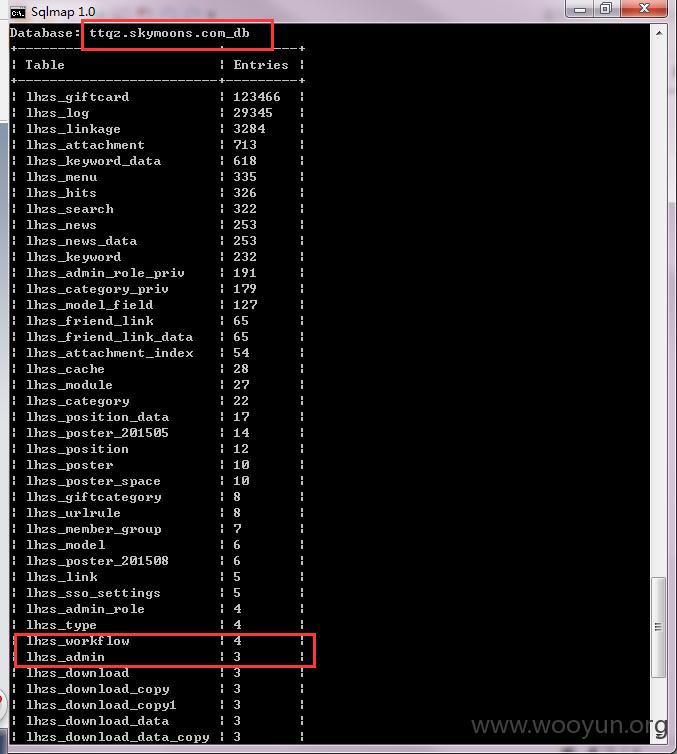 Sqlmap 1.0
Database: ttqz.skymoons.com_db
+-------------------------+---------+
¦ Table ¦ Entries ¦
+-------------------------+---------+
¦ lhzs_giftcard ¦ 123466 ¦
¦ lhzs_log ¦ 29345 ¦
¦ lhzs_linkage ¦ 3284 ¦
¦ lhzs_attachment ¦ 713 ¦
¦ lhzs_keyword_data ¦ 618 ¦
¦ lhzs_menu ¦ 335 ¦
¦ lhzs_hits ¦ 326 ¦
¦ lhzs_search ¦ 322 ¦
¦ lhzs_news ¦ 253 ¦
¦ lhzs_news_data ¦ 253 ¦
¦ lhzs_keyword ¦ 232 ¦
¦ lhzs_admin_role_priv ¦ 191 ¦
¦ lhzs_category_priv ¦ 179 ¦
¦ lhzs_model_field ¦ 127 ¦
¦ lhzs_friend_link ¦ 65 ¦
¦ lhzs_friend_link_data ¦ 65 ¦
¦ lhzs_attachment_index ¦ 54 ¦
¦ lhzs_cache ¦ 28 ¦
¦ lhzs_module ¦ 27 ¦
¦ lhzs_category ¦ 22 ¦
¦ lhzs_position_data ¦ 17 ¦
¦ lhzs_poster_201505 ¦ 14 ¦
¦ lhzs_position ¦ 12 ¦
¦ lhzs_poster ¦ 10 ¦
¦ lhzs_poster_space ¦ 10 ¦
¦ lhzs_giftcategory ¦ 8 ¦
¦ lhzs_urlrule ¦ 8 ¦
¦ lhzs_member_group ¦ 7 ¦
¦ lhzs_model ¦ 6 ¦
¦ lhzs_poster_201508 ¦ 6 ¦
¦ lhzs_link ¦ 5 ¦
¦ lhzs_sso_settings ¦ 5 ¦
¦ lhzs_admin_role ¦ 4 ¦
¦ lhzs_type ¦ 4 ¦
¦ lhzs_workflow ¦ 4 ¦
¦ lhzs_admin ¦ 3 ¦
¦ lhzs_download ¦ 3 ¦
¦ lhzs_download_copy ¦ 3 ¦
¦ lhzs_download_copy1 ¦ 3 ¦
¦ lhzs_download_data ¦ 3 ¦
¦ lhzs_download_data_copy ¦ 3 ¦
www.wooyun.org